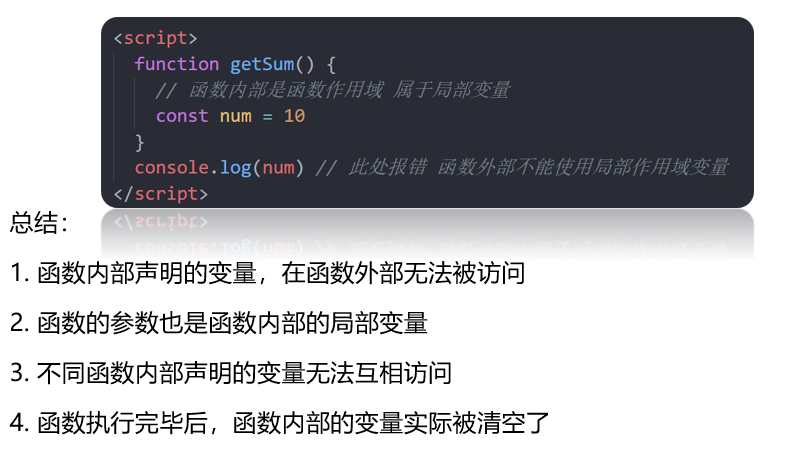 <script>
function getSum() {
// 函数内部是函数作用域 属于局部变量
const num = 10
}
console.log(num) // 此处报错 函数外部不能使用局部作用域变量
</script>
总结：
1. 函数内部声明的变量，在函数外部无法被访问
2. 函数的参数也是函数内部的局部变量
3. 不同函数内部声明的变量无法互相访问
4. 函数执行完毕后，函数内部的变量实际被清空了